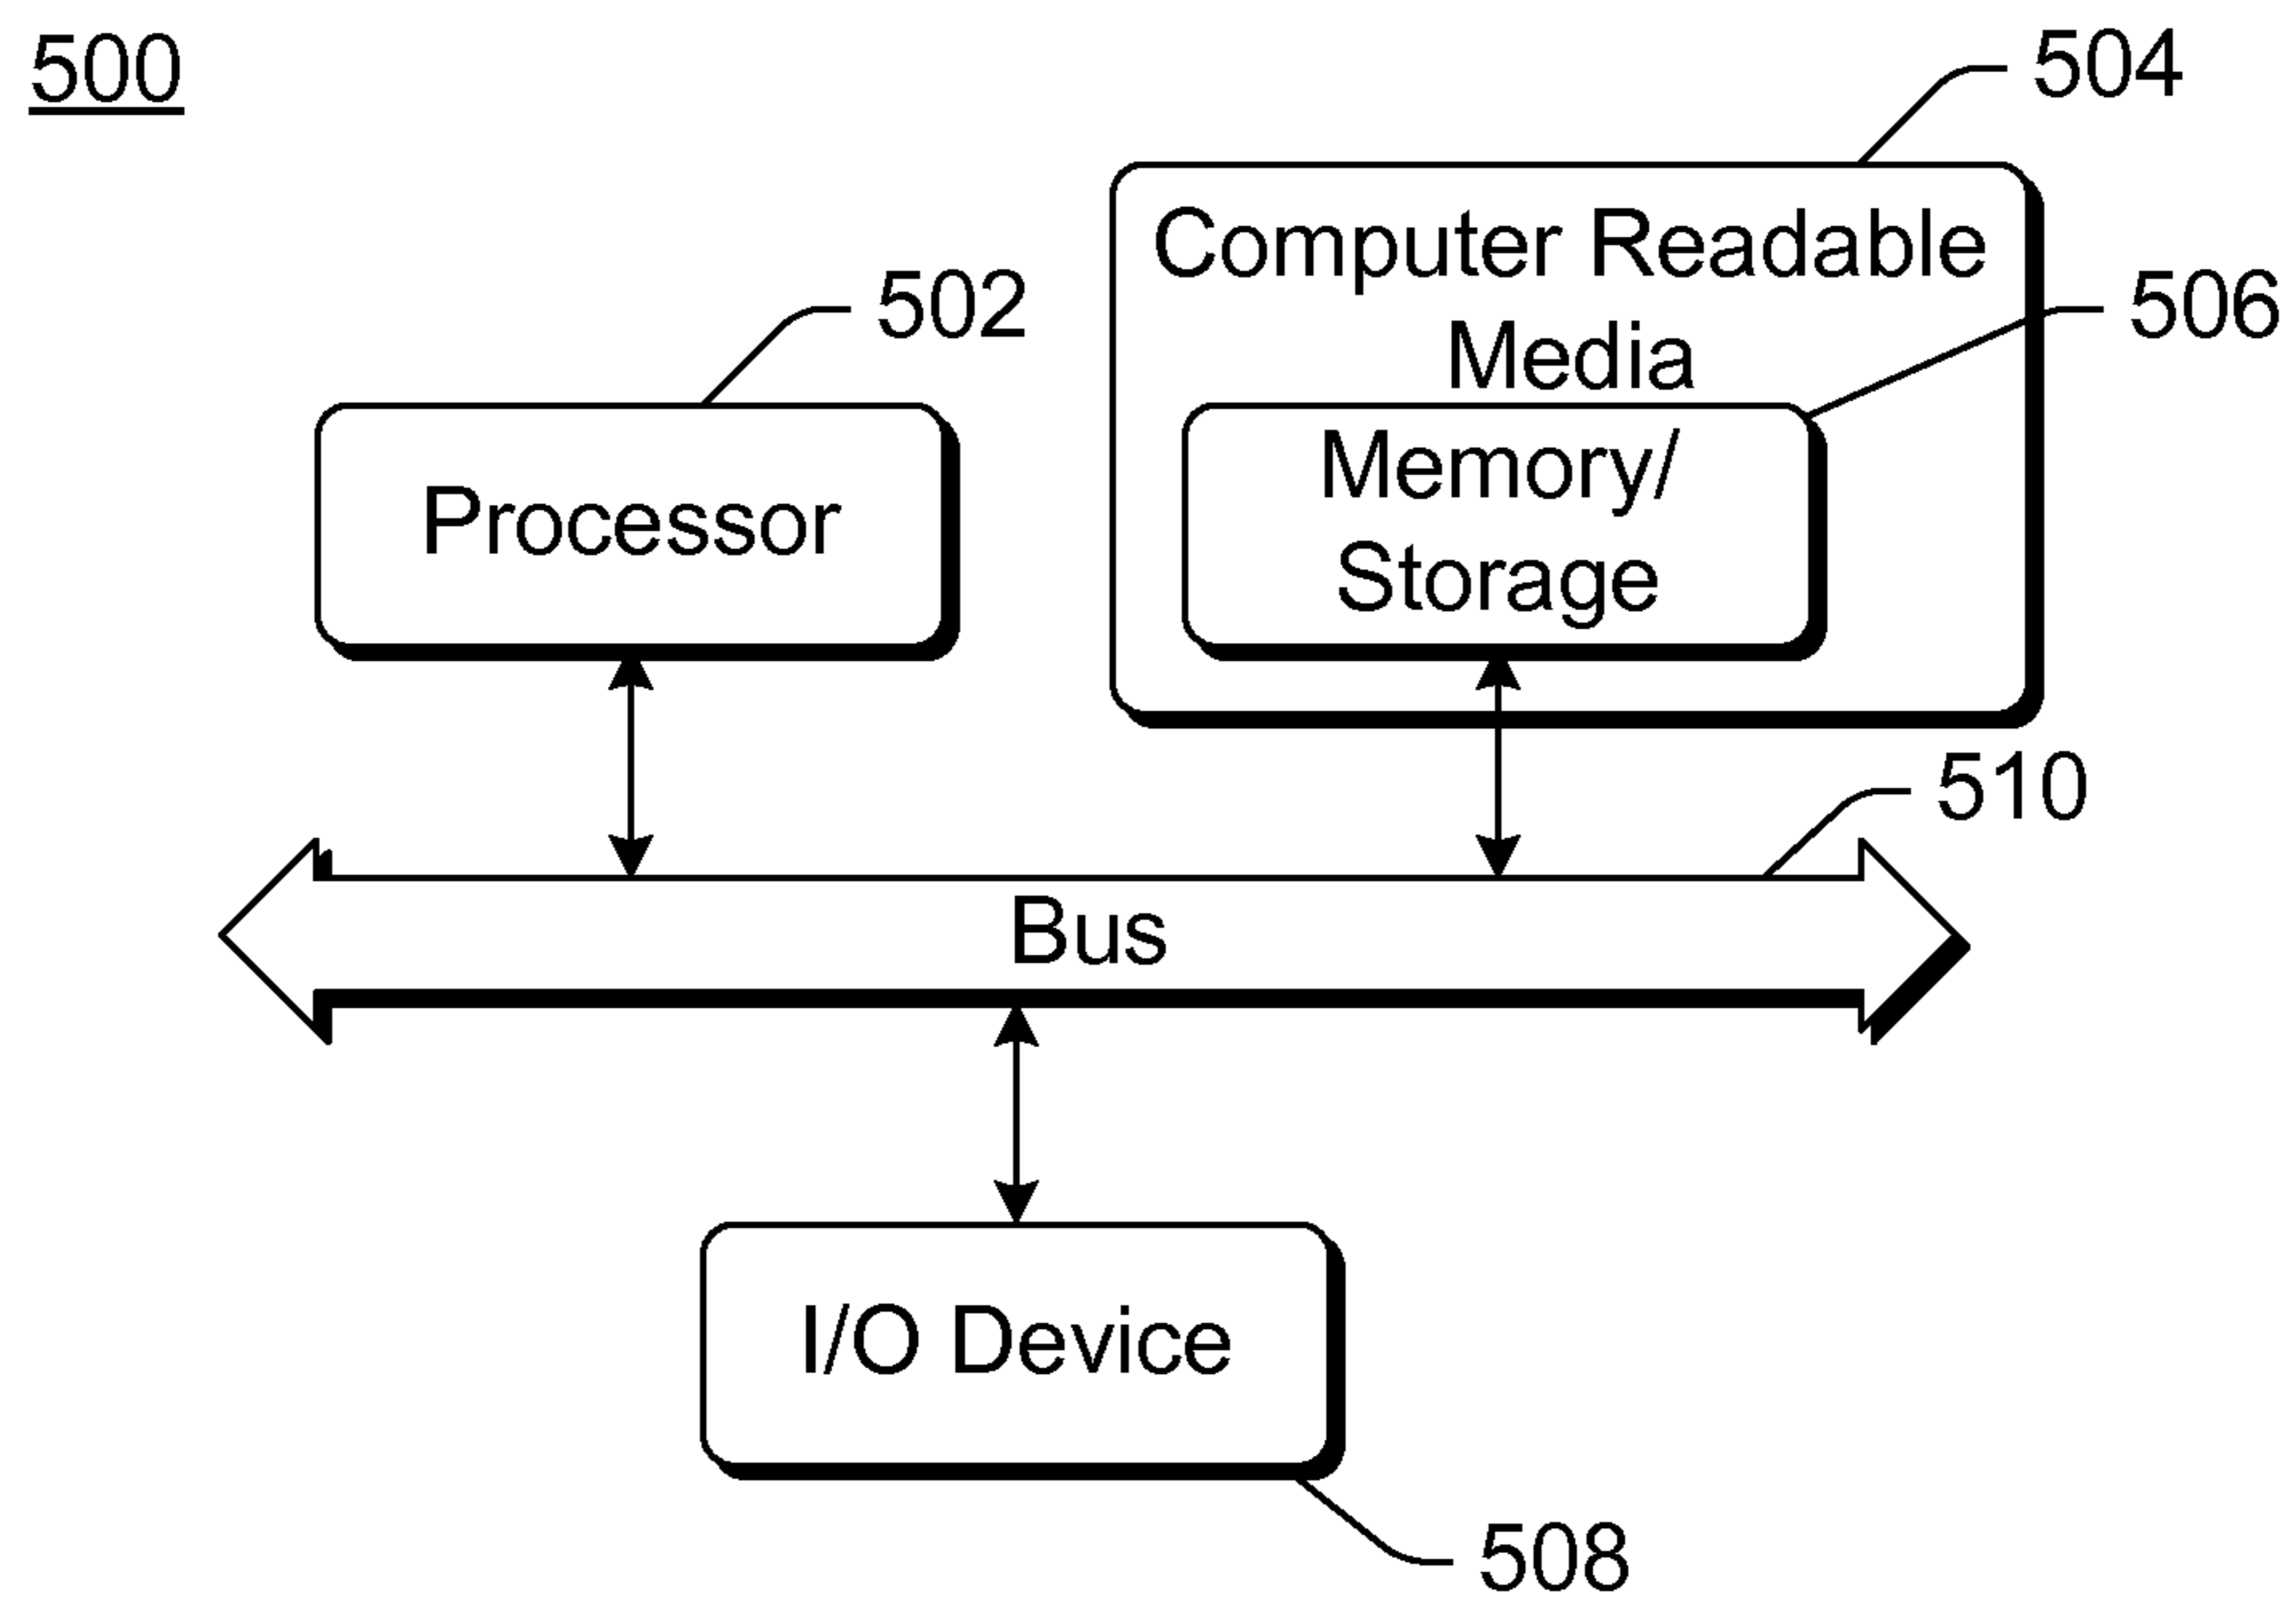 500
504
Computer Readable
502
506
Media
Processor
Memory/
Storage
510
Bus
I/O Device
508